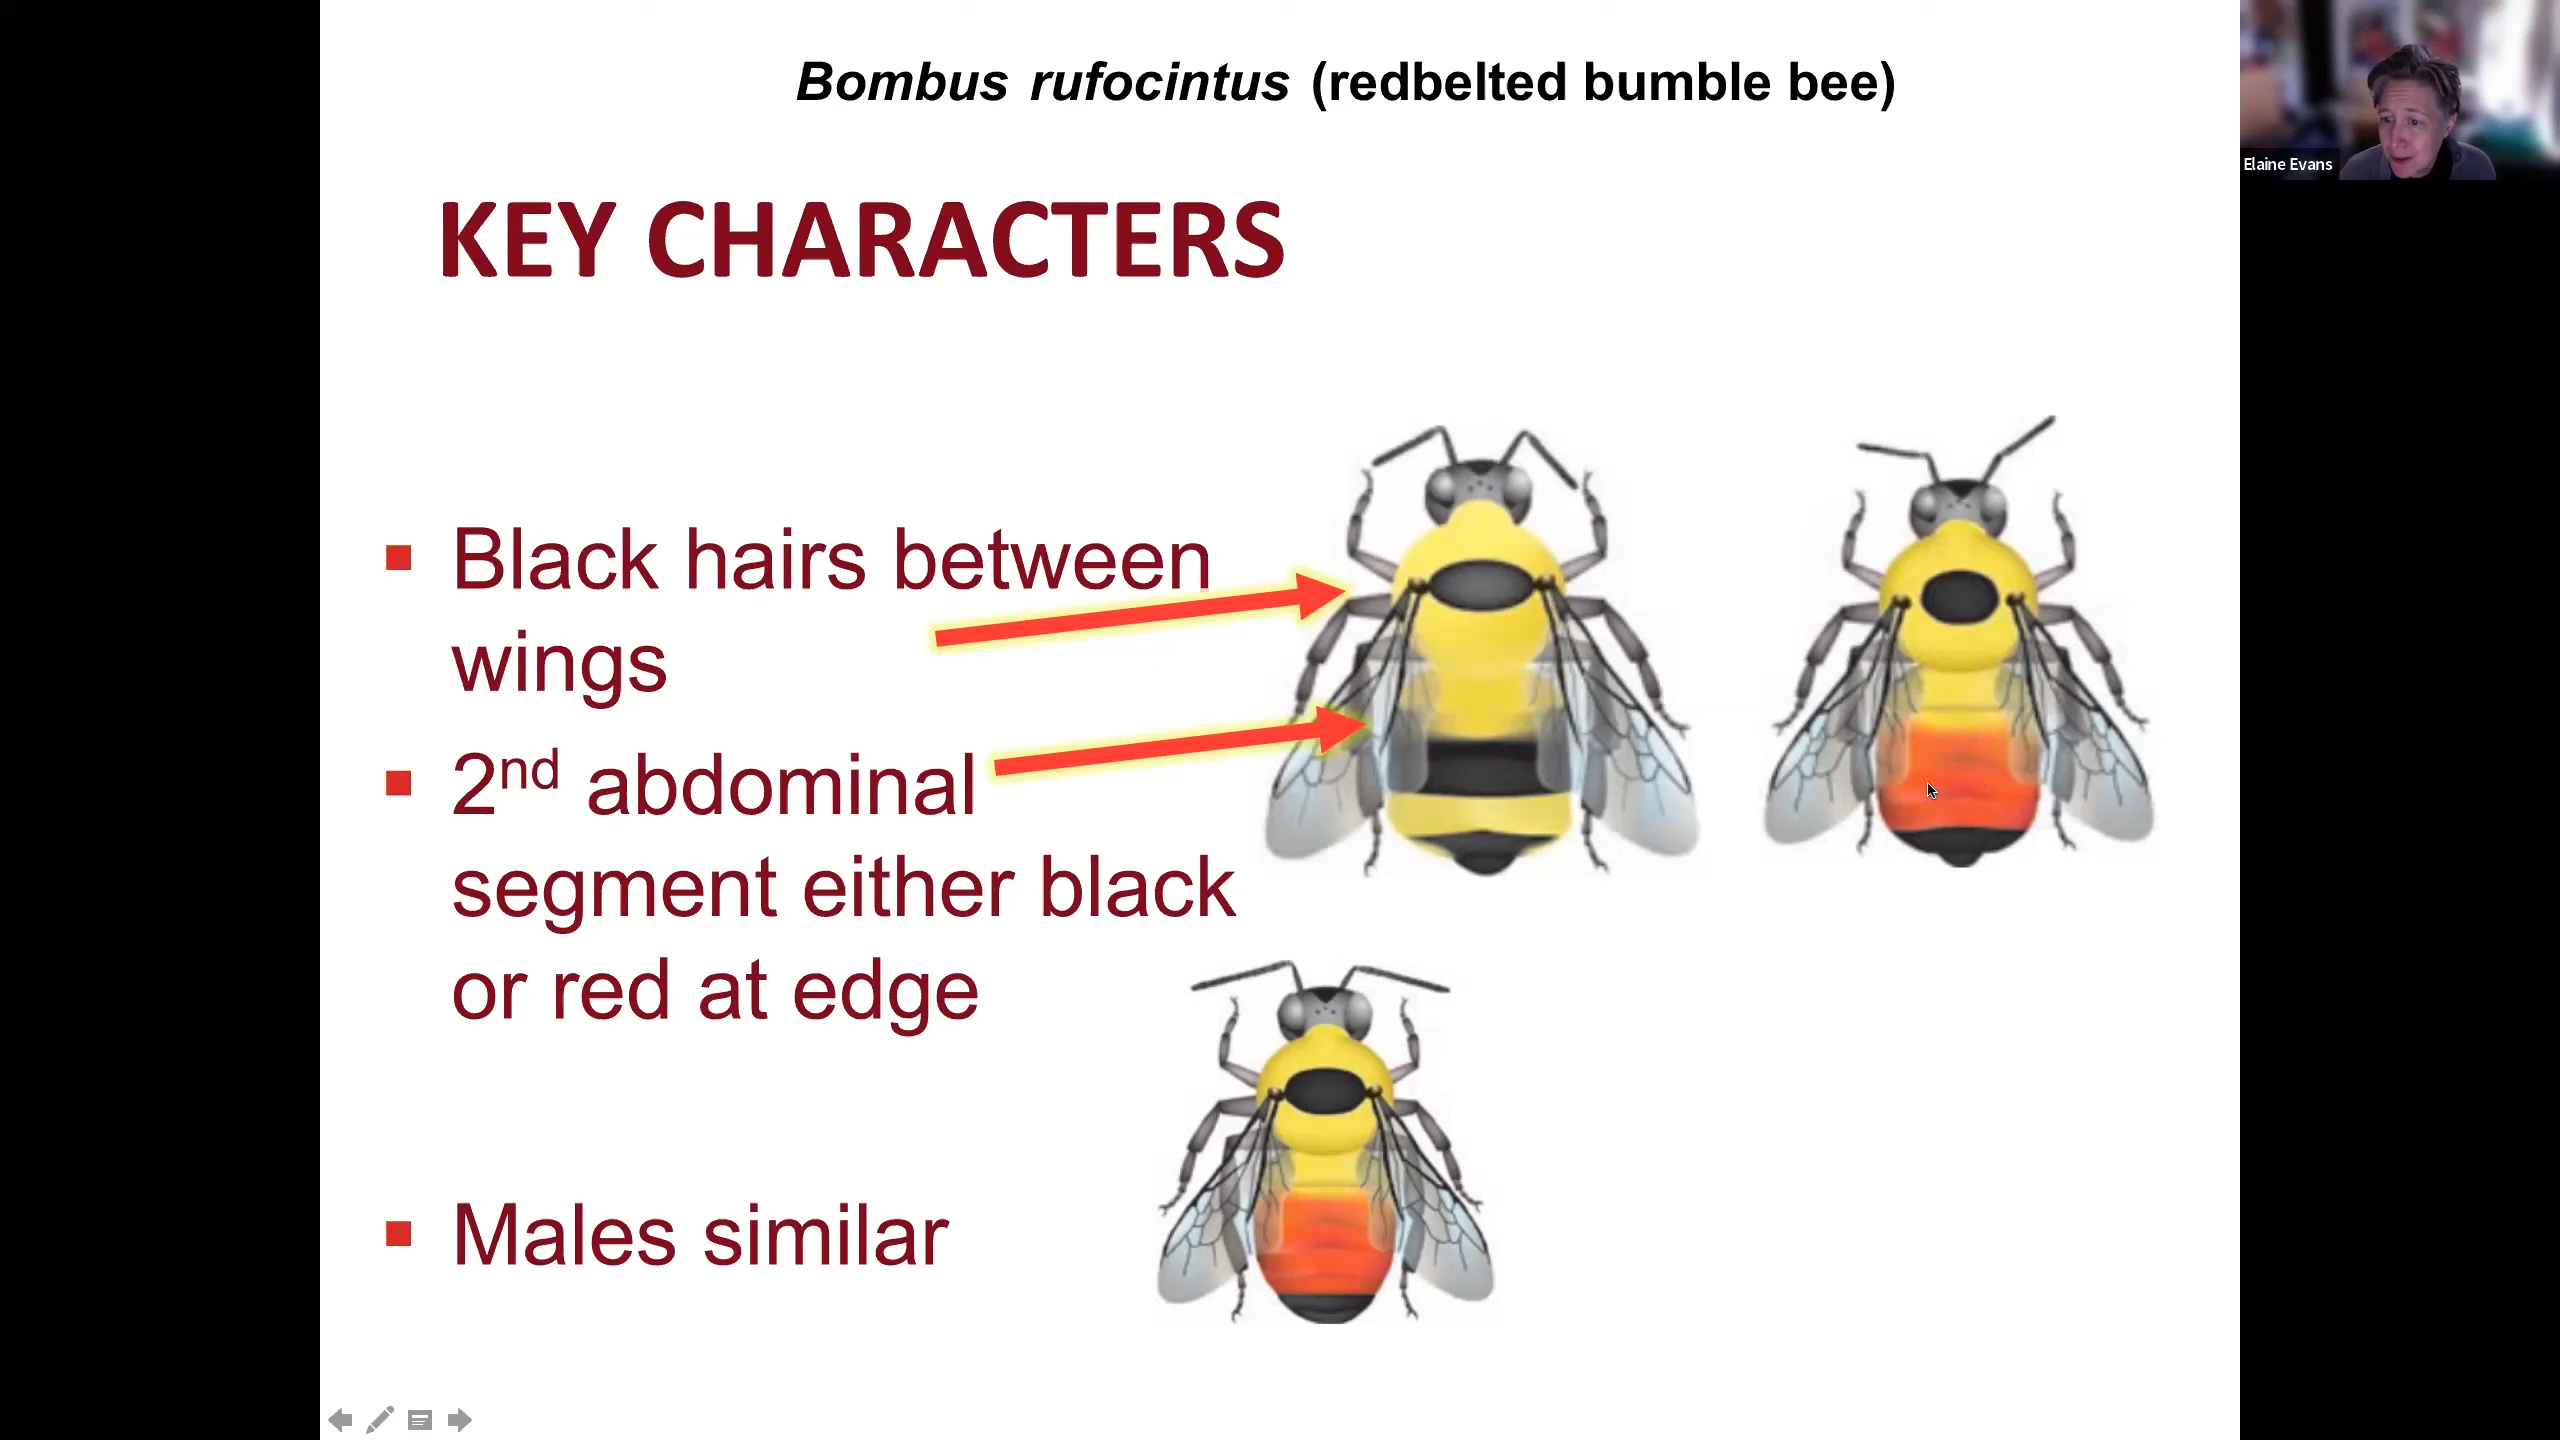 Bombus rufocintus (redbelted bumble bee)
Elaine Evans
KEY CHARACTERS
Black hairs between
wings
2nd abdominal
segment either black
or red at edge
Males similar